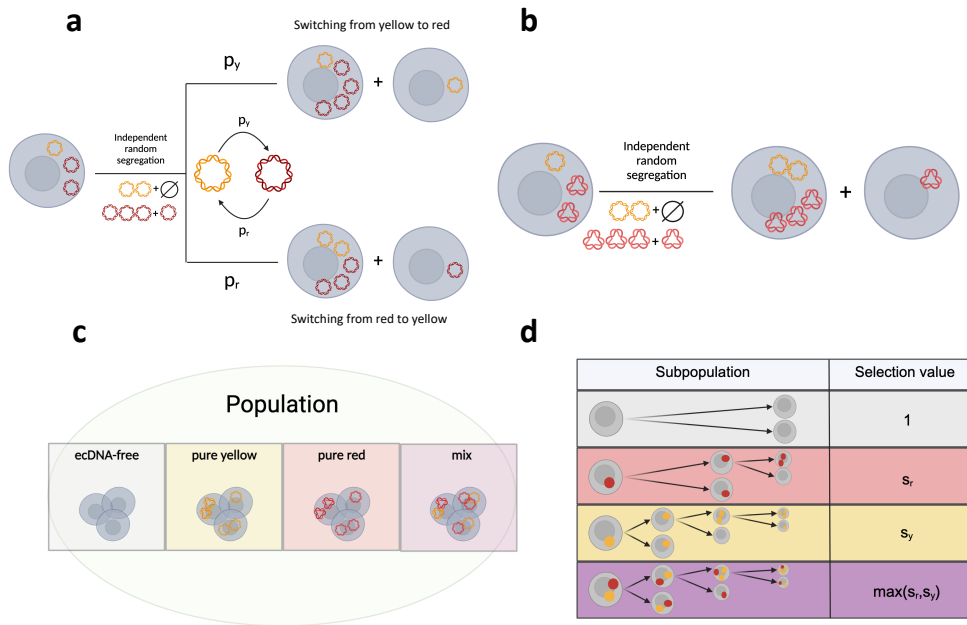 a
Switching from yellow to red
p_y
+
Independent
random
segregation
p_y
+∅
+
p_r
+
p_r
Switching from red to yellow
b
Independent
random
segregation
+∅
+
+
c
Population
ecDNA-free
pure yellow
pure red
mix
d
Subpopulation
Selection value
1
s_r
s_y
max(s_r,s_y)